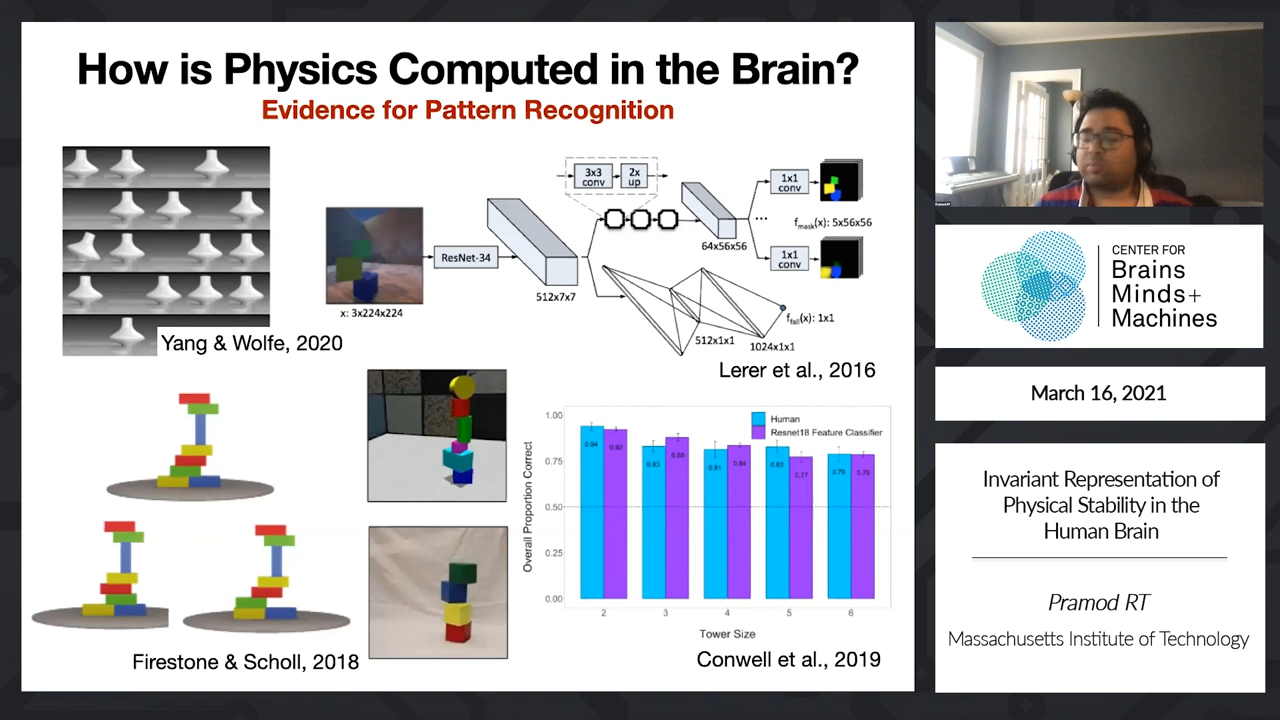 How is Physics Computed in the Brain?
Evidence for Pattern Recognition
Yang & Wolfe, 2020
x: 3x224x224
ResNet-34
512x7x7
3x3
conv
2x
up
64x56x56
1x1
conv
...
fmask(x): 5x56x56
1x1
conv
ffall(x): 1x1
512x1x1
1024x1x1
Lerer et al., 2016
Firestone & Scholl, 2018
Overall Proportion Correct
1.00
0.75
0.50
0.25
0.00
Human
Resnet18 Feature Classifier
0.94
0.92
0.83
0.88
0.81
0.84
0.83
0.77
0.79
0.79
2
3
4
5
6
Tower Size
Conwell et al., 2019
Pramod RT
CENTER FOR
Brains
Minds+
Machines
March 16, 2021
Invariant Representation of
Physical Stability in the
Human Brain
Pramod RT
Massachusetts Institute of Technology